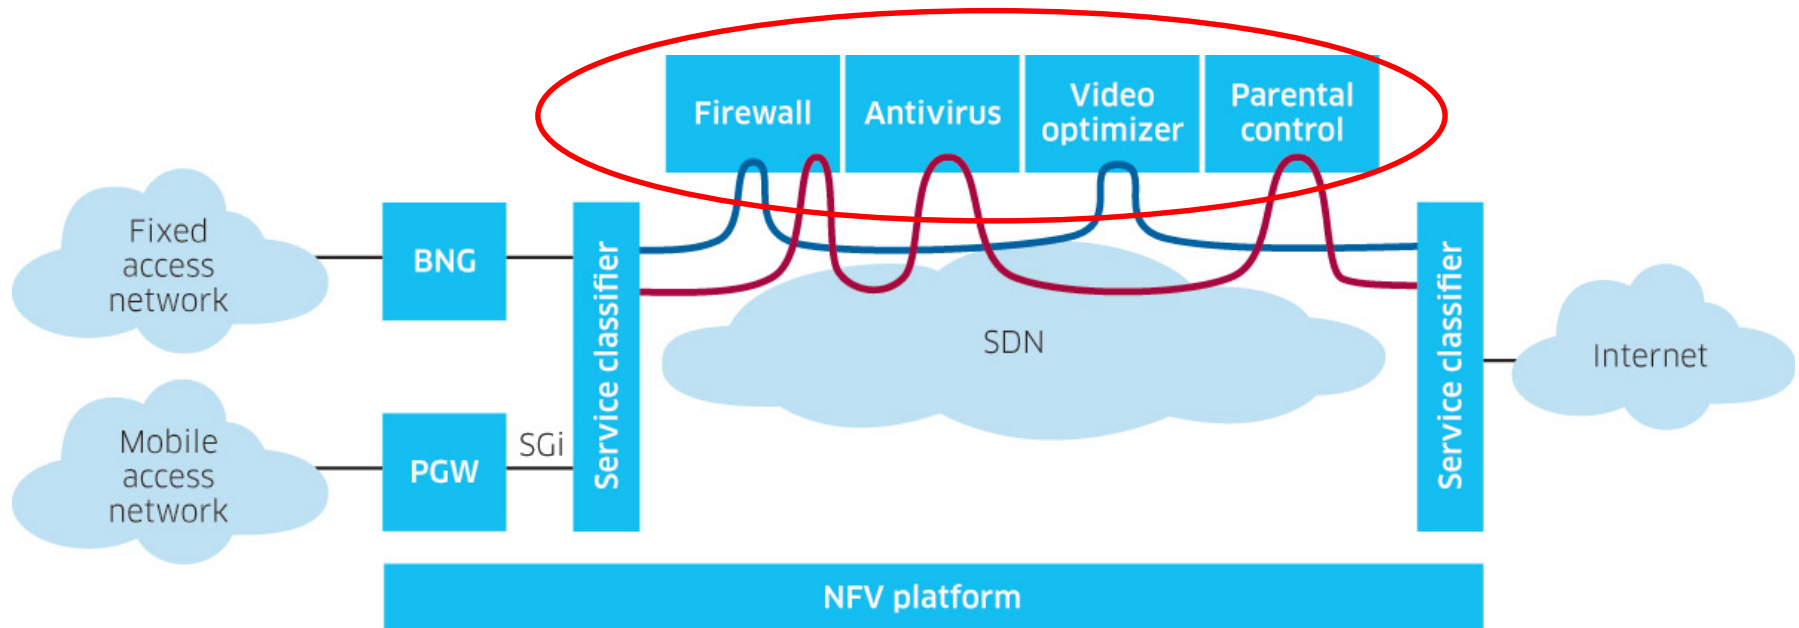 Firewall
Antivirus
Video
optimizer
Parental
control
Fixed
access
network
BNG
Service classifier
SDN
Service classifier
Internet
Mobile
access
network
PGW
SGi
NFV platform